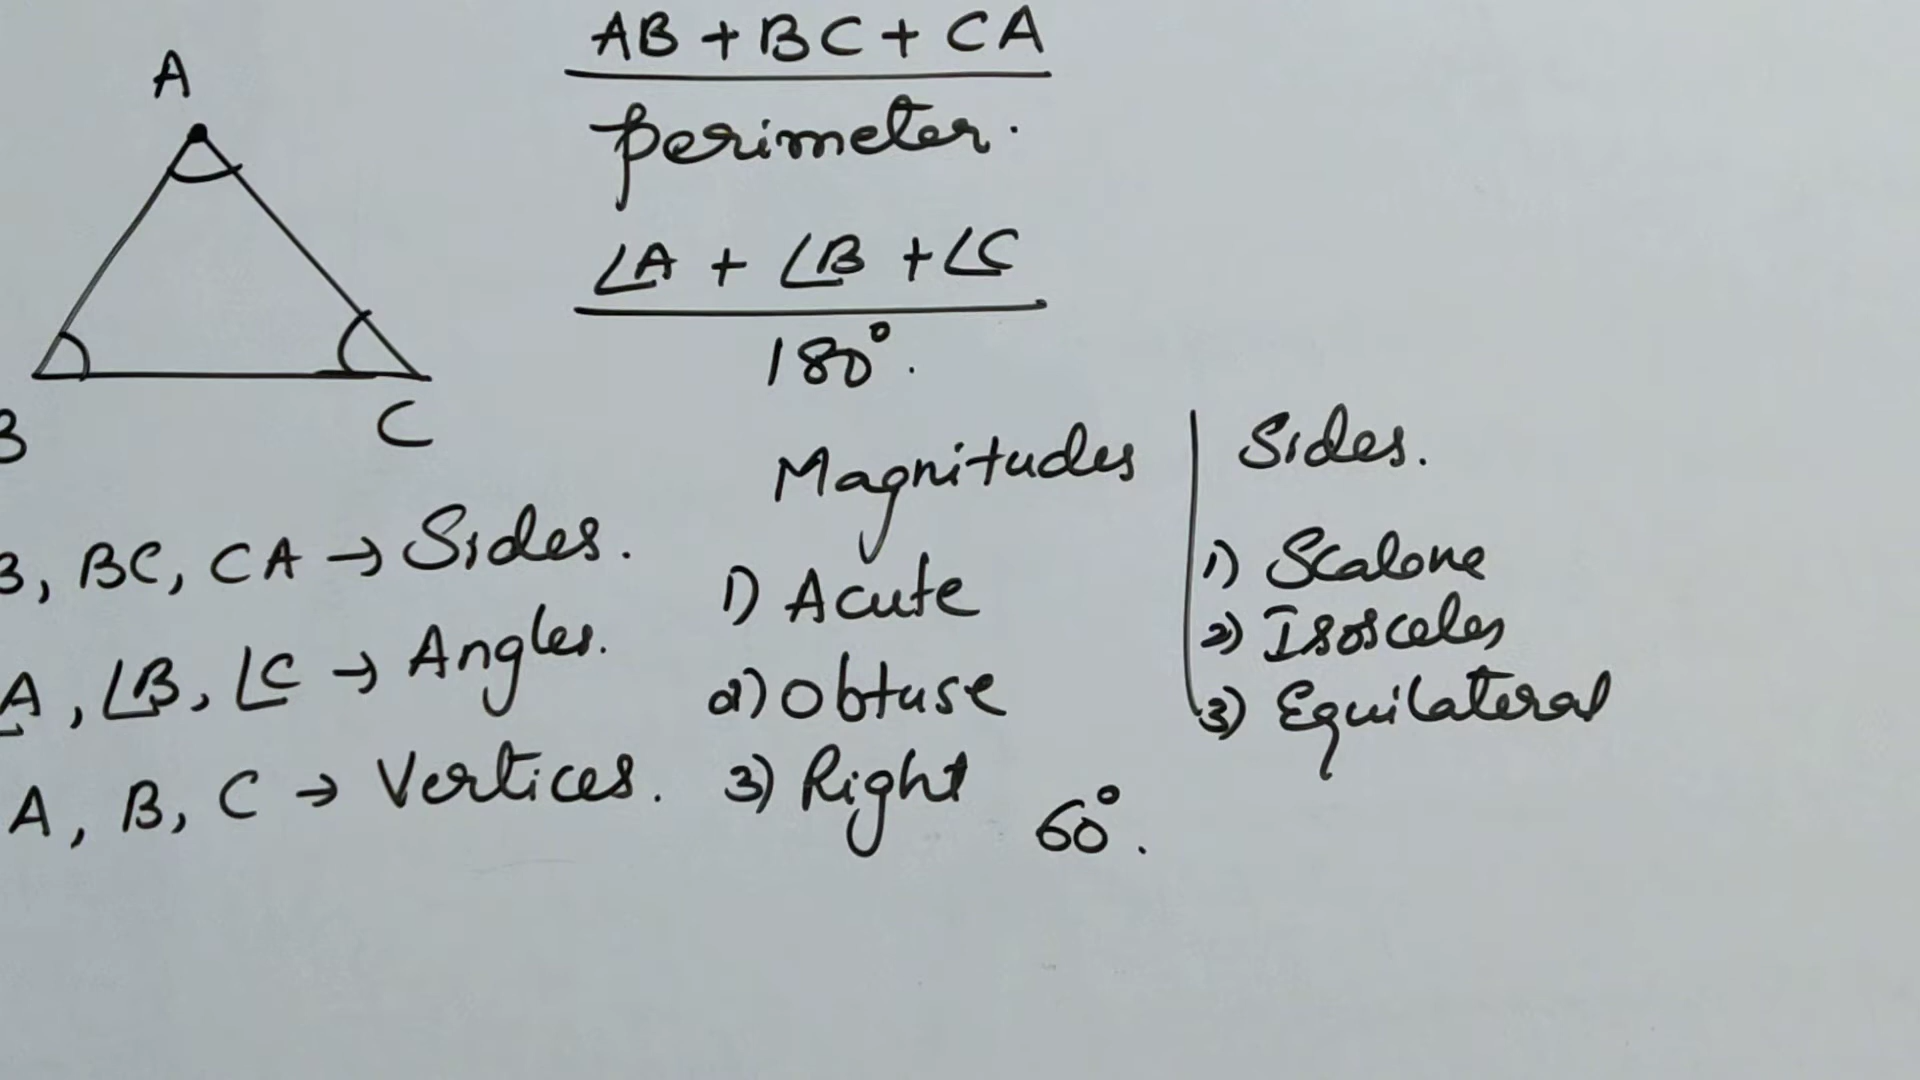 A
B
C
AB + BC + CA
perimeter.
∠A + ∠B + ∠C
180°.
B, BC, CA → Sides.
A, ∠B, ∠C → Angles.
A, B, C → Vertices.
Magnitudes
1) Acute
2) Obtuse
3) Right
60°.
Sides.
1) Scalene
2) Isosceles
3) Equilateral